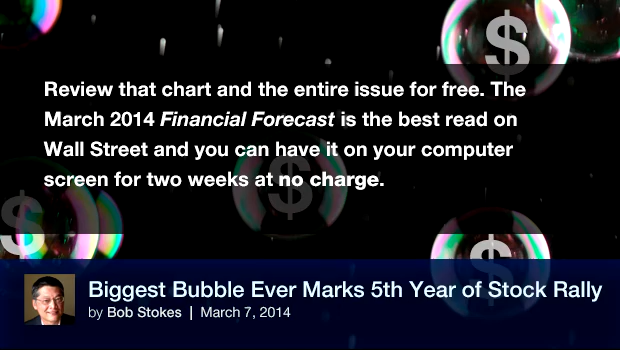 Review that chart and the entire issue for free. The
March 2014 Financial Forecast is the best read on
Wall Street and you can have it on your computer
screen for two weeks at no charge.
$
$
$
$
Biggest Bubble Ever Marks 5th Year of Stock Rally
by Bob Stokes | March 7, 2014